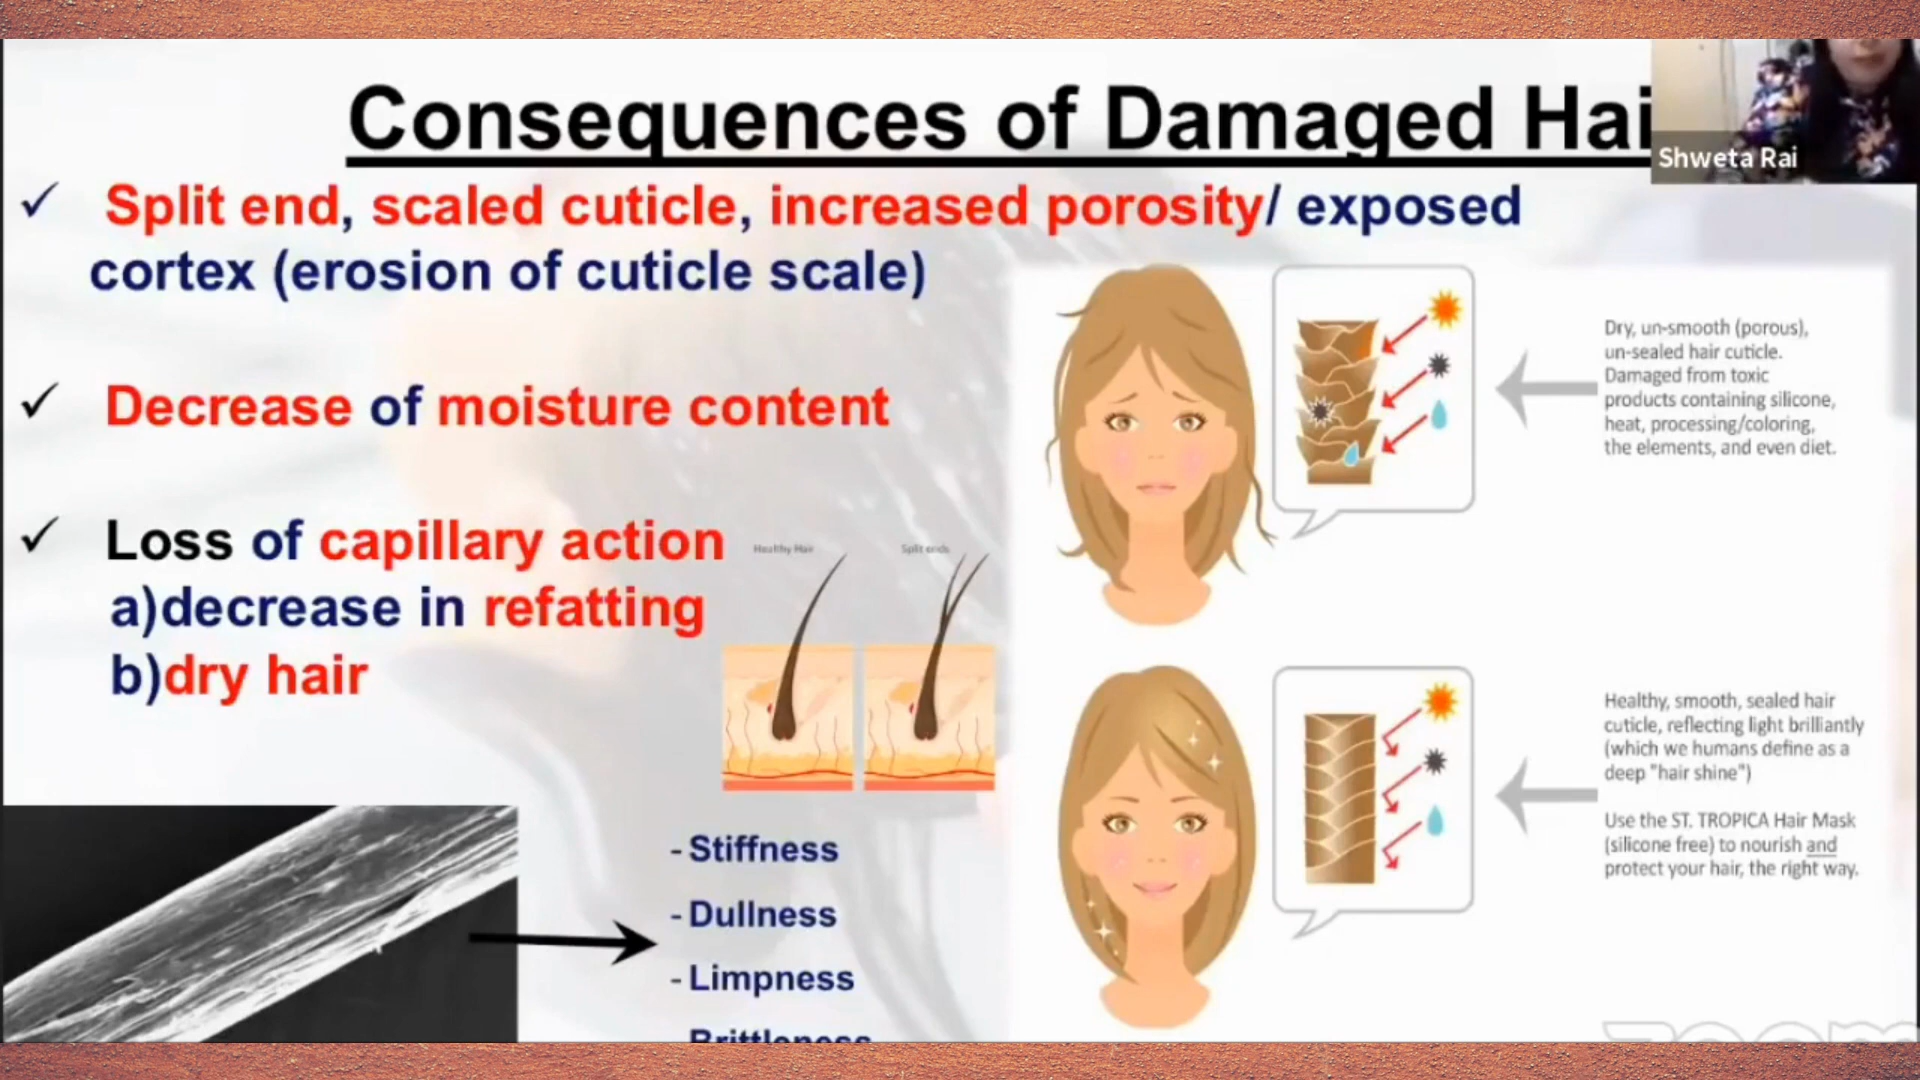 Consequences of Damaged Hai
Shweta Rai
✓ Split end, scaled cuticle, increased porosity/ exposed
cortex (erosion of cuticle scale)
✓ Decrease of moisture content
✓ Loss of capillary action
a)decrease in refatting
b)dry hair
Healthy Hair
Split ends
- Stiffness
- Dullness
- Limpness
Brittleness
Dry, un-smooth (porous),
un-sealed hair cuticle.
Damaged from toxic
products containing silicone,
heat, processing/coloring,
the elements, and even diet.
Healthy, smooth, sealed hair
cuticle, reflecting light brilliantly
(which we humans define as a
deep "hair shine")
Use the ST. TROPICA Hair Mask
(silicone free) to nourish and
protect your hair, the right way.
zoom